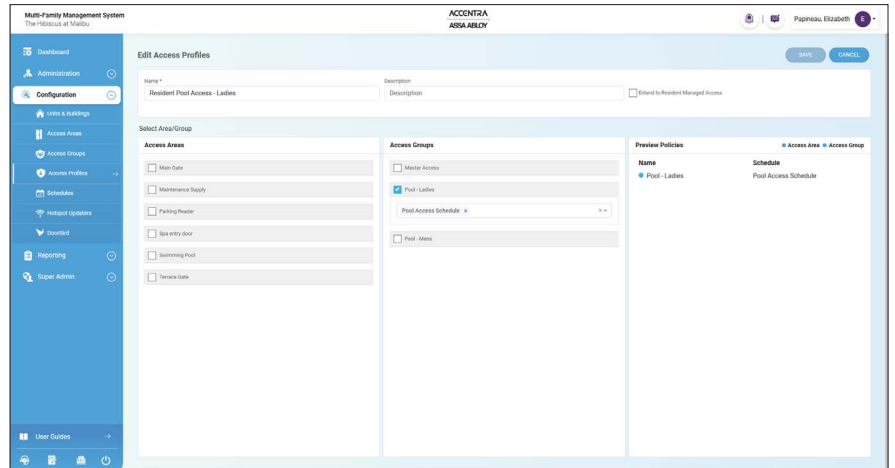 Multi-Family Management System
The Hibiscus at Malibu
ACCENTRA
ASSA ABLOY
Papineau, Elizabeth E
Dashboard
Administration
Configuration
Units & Buildings
Access Areas
Access Groups
Access Profiles
Schedules
Hotspot Updaters
DoorBird
Reporting
Super Admin
User Guides
Edit Access Profiles
SAVE CANCEL
Name * Description
Resident Pool Access - Ladies Description Extend to Resident Managed Access
Select Area/Group
Access Areas
Main Gate
Maintenance Supply
Parking Reader
Spa entry door
Swimming Pool
Terrace Gate
Access Groups
Master Access
Pool - Ladies
Pool Access Schedule ×
Pool - Mens
Preview Policies Access Area Access Group
Name Schedule
Pool - Ladies Pool Access Schedule